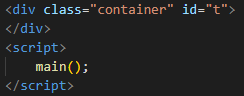 <div class="container" id="t">
</div>
<script>
    main();
</script>